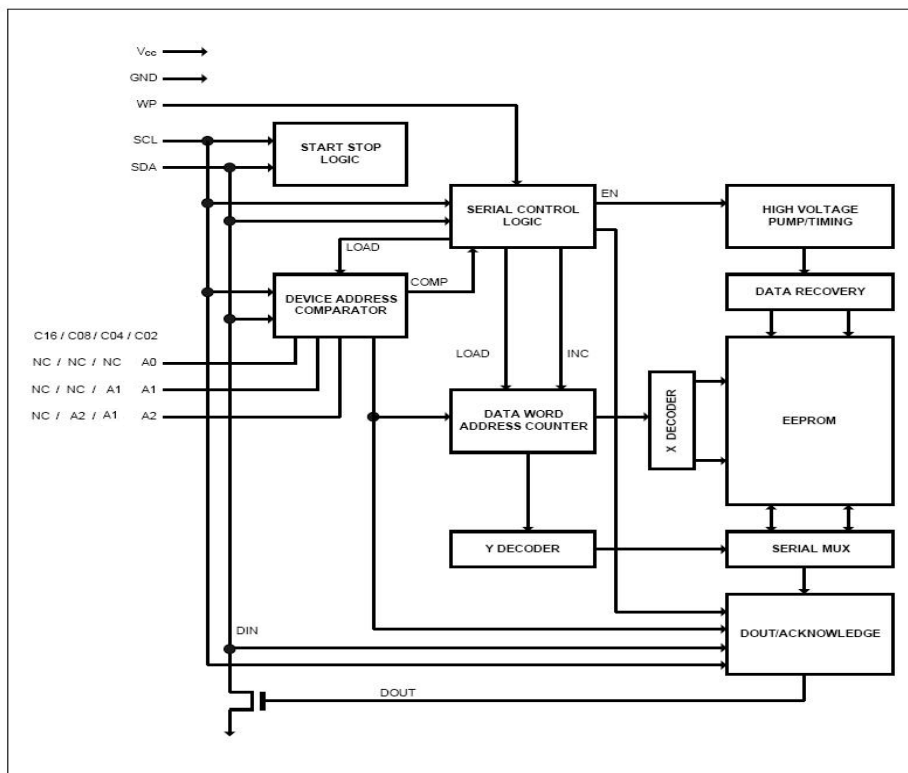 Vcc
GND
WP
SCL
SDA
START STOP
LOGIC
SERIAL CONTROL
LOGIC
EN
HIGH VOLTAGE
PUMP/TIMING
LOAD
COMP
DEVICE ADDRESS
COMPARATOR
DATA RECOVERY
C16 / C08 / C04 / C02
NC / NC / NC A0
NC / NC / A1 A1
NC / A2 / A1 A2
LOAD
INC
DATA WORD
ADDRESS COUNTER
X DECODER
EEPROM
Y DECODER
SERIAL MUX
DOUT/ACKNOWLEDGE
DIN
DOUT